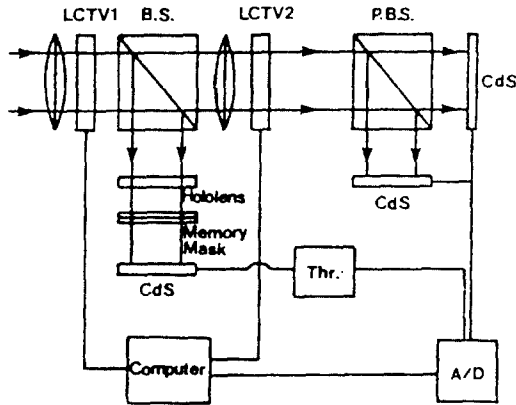 LCTV1 B.S. LCTV2 P.B.S.
CdS
Hololens
CdS
Memory
Mask
CdS
Thr.
Computer
A/D